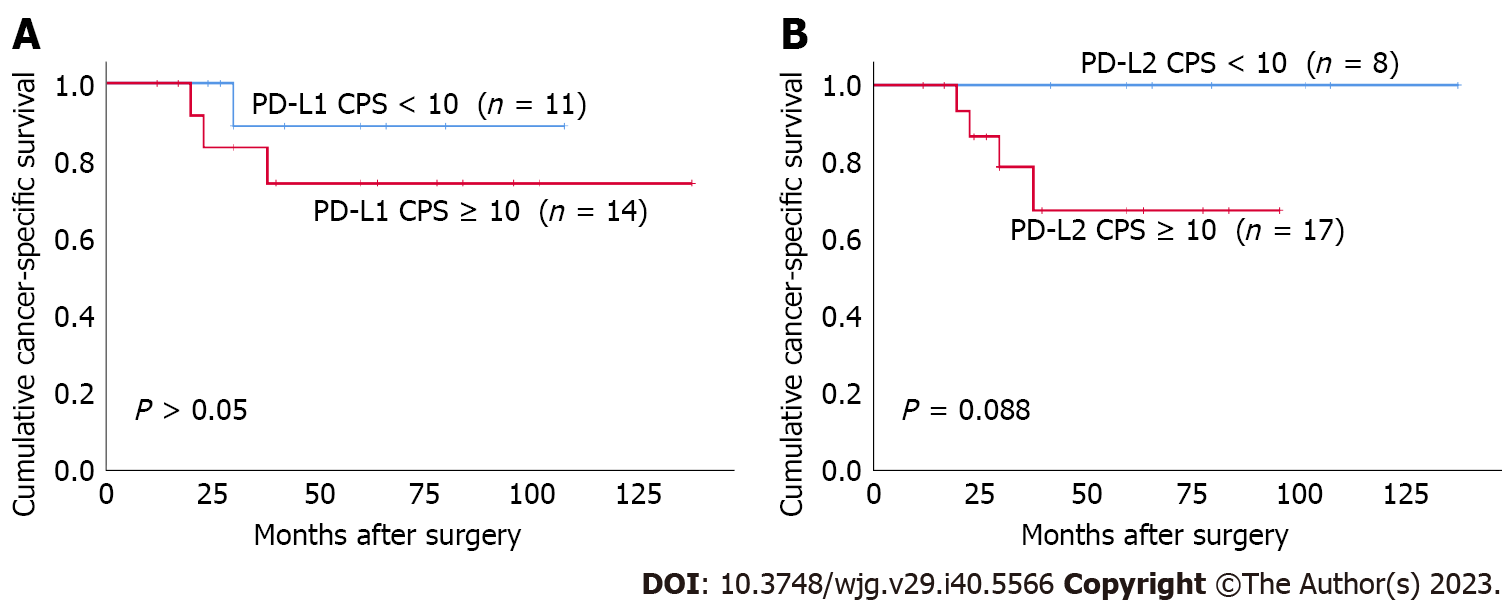 A
Cumulative cancer-specific survival
1.0
0.8
0.6
0.4
0.2
0.0
PD-L1 CPS < 10 (n = 11)
PD-L1 CPS ≥ 10 (n = 14)
P > 0.05
0 25 50 75 100 125
Months after surgery
B
Cumulative cancer-specific survival
1.0
0.8
0.6
0.4
0.2
0.0
PD-L2 CPS < 10 (n = 8)
PD-L2 CPS ≥ 10 (n = 17)
P = 0.088
0 25 50 75 100 125
Months after surgery
DOI: 10.3748/wjg.v29.i40.5566 Copyright ©The Author(s) 2023.